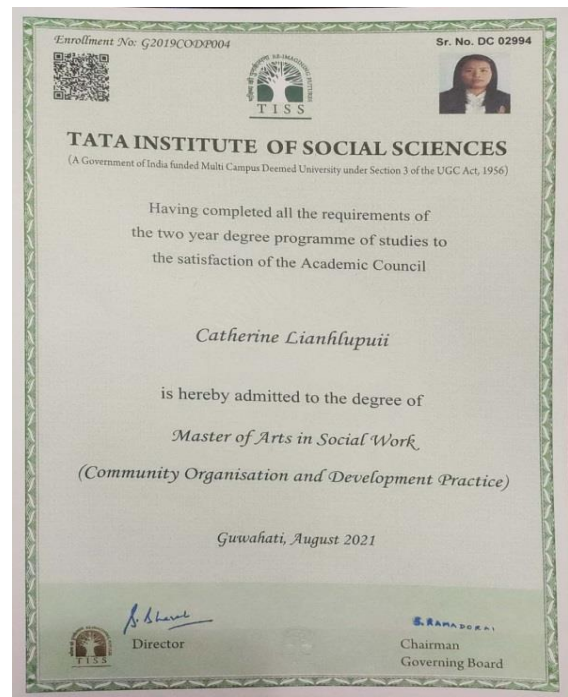 Enrollment No: G2019CODP004
Sr. No. DC 02994
RE-IMAGINING FUTURES
TISS
TATA INSTITUTE OF SOCIAL SCIENCES
(A Government of India funded Multi Campus Deemed University under Section 3 of the UGC Act, 1956)
Having completed all the requirements of
the two year degree programme of studies to
the satisfaction of the Academic Council
Catherine Lianhlupuii
is hereby admitted to the degree of
Master of Arts in Social Work
(Community Organisation and Development Practice)
Guwahati, August 2021
S. RAMADORAI
Director
Chairman
Governing Board
TISS